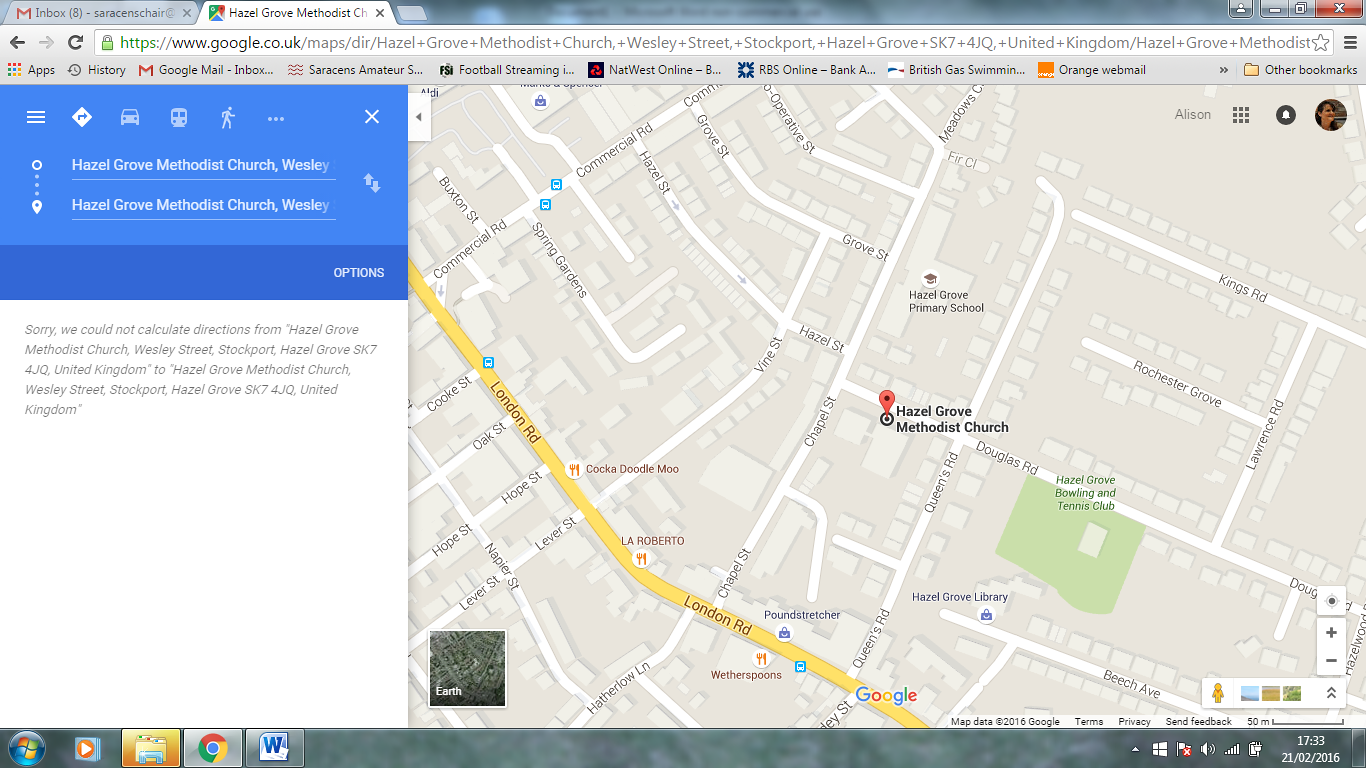 Inbox (8) - saracenschair@
Hazel Grove Methodist Ch
https://www.google.co.uk/maps/dir/Hazel+Grove+Methodist+Church,+Wesley+Street,+Stockport,+Hazel+Grove+SK7+4JQ,+United+Kingdom/Hazel+Grove+Methodist
Apps
History
Google Mail - Inbox...
Saracens Amateur S...
FSi
Football Streaming i...
NatWest Online – B...
RBS Online – Bank A...
British Gas Swimmin...
Orange webmail
»
Other bookmarks
Hazel Grove Methodist Church, Wesley
Hazel Grove Methodist Church, Wesley
OPTIONS
Sorry, we could not calculate directions from "Hazel Grove
Methodist Church, Wesley Street, Stockport, Hazel Grove SK7
4JQ, United Kingdom" to "Hazel Grove Methodist Church,
Wesley Street, Stockport, Hazel Grove SK7 4JQ, United
Kingdom"
Aldi
Marks & Spencer
Commercial Rd
Grove St
Co-Operative St
Meadows
Fir Cl
Alison
Hazel St
Buxton St
Spring Gardens
Commercial Rd
Grove St
Hazel Grove
Primary School
Kings Rd
Hazel St
Vine St
Rochester Grove
Lawrence Rd
Cooke St
London Rd
Oak St
Chapel St
Hazel Grove
Methodist Church
Douglas Rd
Queen's Rd
Hazel Grove
Bowling and
Tennis Club
Cocka Doodle Moo
Hope St
Lever St
Hope St
LA ROBERTO
Napier St
Lever St
Chapel St
London Rd
Poundstretcher
Hazel Grove Library
Queen's Rd
Wetherspoons
Hatherlow Ln
Beech Ave
Hazelwood
Earth
Google
Map data ©2016 Google
Terms
Privacy
Send feedback
50 m
17:33
21/02/2016